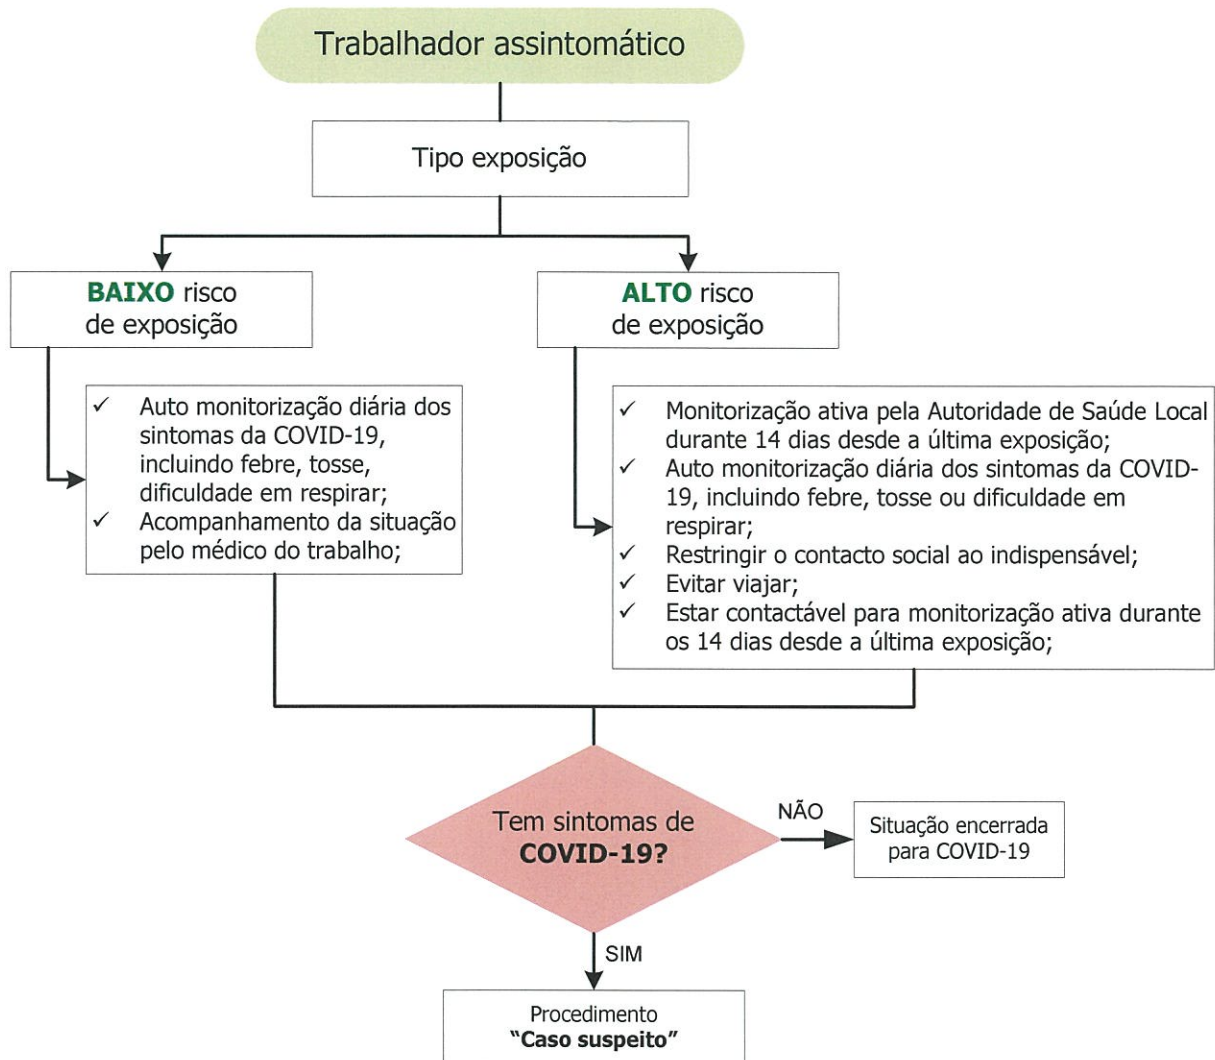 Trabalhador assintomático
Tipo exposição
BAIXO risco
de exposição
ALTO risco
de exposição
✓ Auto monitorização diária dos
sintomas da COVID-19,
incluindo febre, tosse,
dificuldade em respirar;
✓ Acompanhamento da situação
pelo médico do trabalho;
✓ Monitorização ativa pela Autoridade de Saúde Local
durante 14 dias desde a última exposição;
✓ Auto monitorização diária dos sintomas da COVID-
19, incluindo febre, tosse ou dificuldade em
respirar;
✓ Restringir o contacto social ao indispensável;
✓ Evitar viajar;
✓ Estar contactável para monitorização ativa durante
os 14 dias desde a última exposição;
Tem sintomas de
COVID-19?
NÃO
Situação encerrada
para COVID-19
SIM
Procedimento
“Caso suspeito”